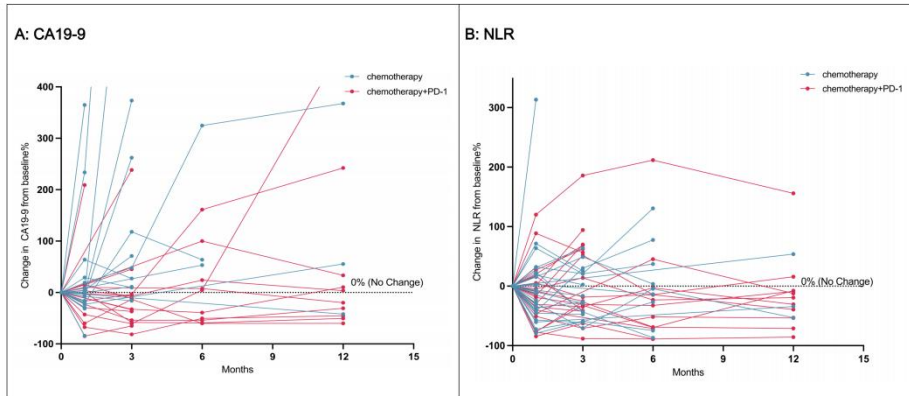 A: CA19-9
chemotherapy
chemotherapy+PD-1
Change in CA19-9 from baseline%
400
300
200
100
0
-100
0% (No Change)
0
3
6
9
12
15
Months
B: NLR
chemotherapy
chemotherapy+PD-1
Change in NLR from baseline%
300
200
100
0
-100
0% (No Change)
0
3
6
9
12
15
Months